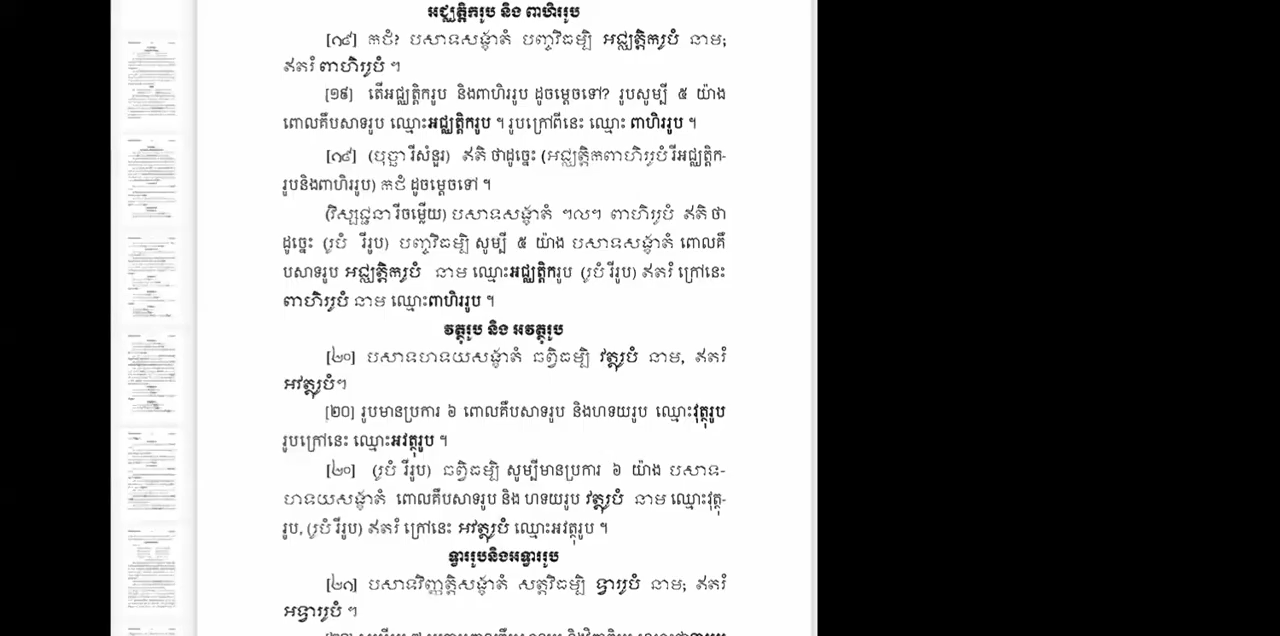 អជ្ឈត្តិករូប និង ពាហិររូប
[១៩] កថំ? បសាទសង្ខាតំ បញ្ចវិធម្បិ អជ្ឈត្តិករូបំ នាម;
ឥតរំ ពាហិររូបំ ។
តើអជ្ឈត្តិករូប និងពាហិររូប ដូចម្ដេចខ្លះ? រូបសូម្បី ៥ យ៉ាង
ពោលគឺបសាទរូប ឈ្មោះអជ្ឈត្តិករូប ។ រូបក្រៅពីនេះ ឈ្មោះ ពាហិររូប ។
(បុច្ឆា សំនួរ) ឥតិ ដូច្នេះ (អជ្ឈត្តិកពាហិររូបំ រីអជ្ឈត្តិក-
រូបនិងពាហិររូប) កថំ ដូចម្ដេចទៅ ។
(វិស្សជ្ជនា ចម្លើយ) បសាទសង្ខាតំ ។បេ។ ពាហិររូបំ ឥតិ ថា
ដូច្នេះ (រូបំ រីរូប) បញ្ចវិធម្បិ សូម្បី ៥ យ៉ាង បសាទសង្ខាតំ ពោលគឺ
បសាទរូប អជ្ឈត្តិករូបំ នាម ឈ្មោះអជ្ឈត្តិករូប (រូបំ រីរូប) ឥតរំ ក្រៅនេះ
ពាហិររូបំ នាម ឈ្មោះពាហិររូប ។
វត្ថុរូប និង អវត្ថុរូប
[២០] បសាទហទយសង្ខាតំ ឆព្វិធម្បិ វត្ថុរូបំ នាម, ឥតរំ
អវត្ថុរូបំ ។
[២០] រូបមានប្រការ ៦ ពោលគឺបសាទរូប និងហទយរូប ឈ្មោះវត្ថុរូប
រូបក្រៅនេះ ឈ្មោះអវត្ថុរូប ។
(រូបំ រីរូប) ឆព្វិធម្បិ សូម្បីមានប្រការ ៦ យ៉ាង បសាទ-
ហទយសង្ខាតំ ពោលគឺបសាទរូប និងហទយរូប វត្ថុរូបំ នាម ឈ្មោះវត្ថុ-
រូប (រូបំ រីរូប) ឥតរំ ក្រៅនេះ អវត្ថុរូបំ ឈ្មោះអវត្ថុរូប ។
ទ្វាររូប និង អទ្វាររូប
បសាទវិញ្ញត្តិសង្ខាតំ សត្តវិធម្បិ ទ្វាររូបំ នាម, ឥតរំ
អទ្វាររូបំ ។